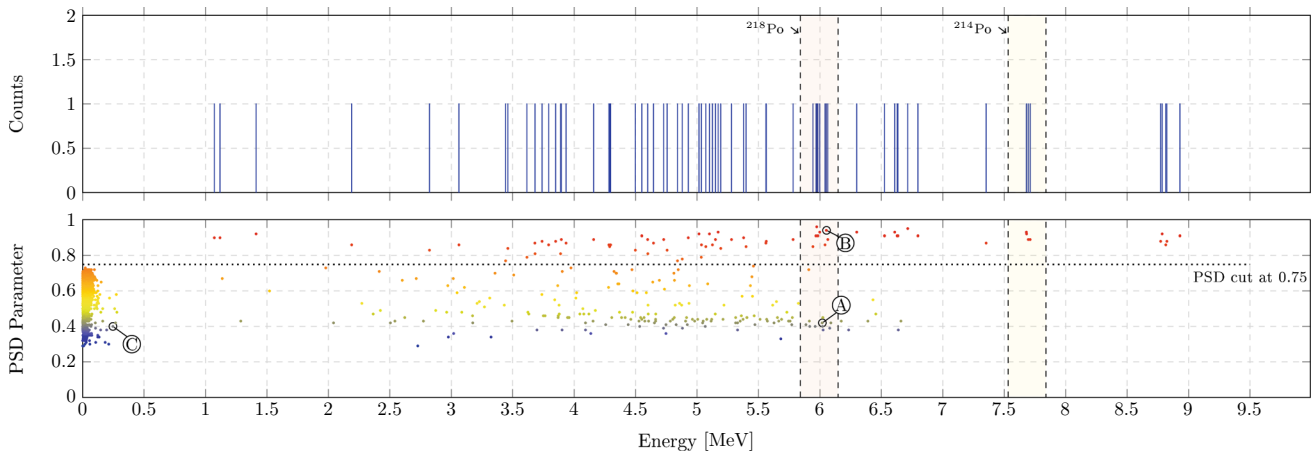 2
1.5
1
0.5
0
Counts
²¹⁸Po
²¹⁴Po
1
0.8
0.6
0.4
0.2
0
PSD Parameter
B
A
C
PSD cut at 0.75
0 0.5 1 1.5 2 2.5 3 3.5 4 4.5 5 5.5 6 6.5 7 7.5 8 8.5 9 9.5
Energy [MeV]